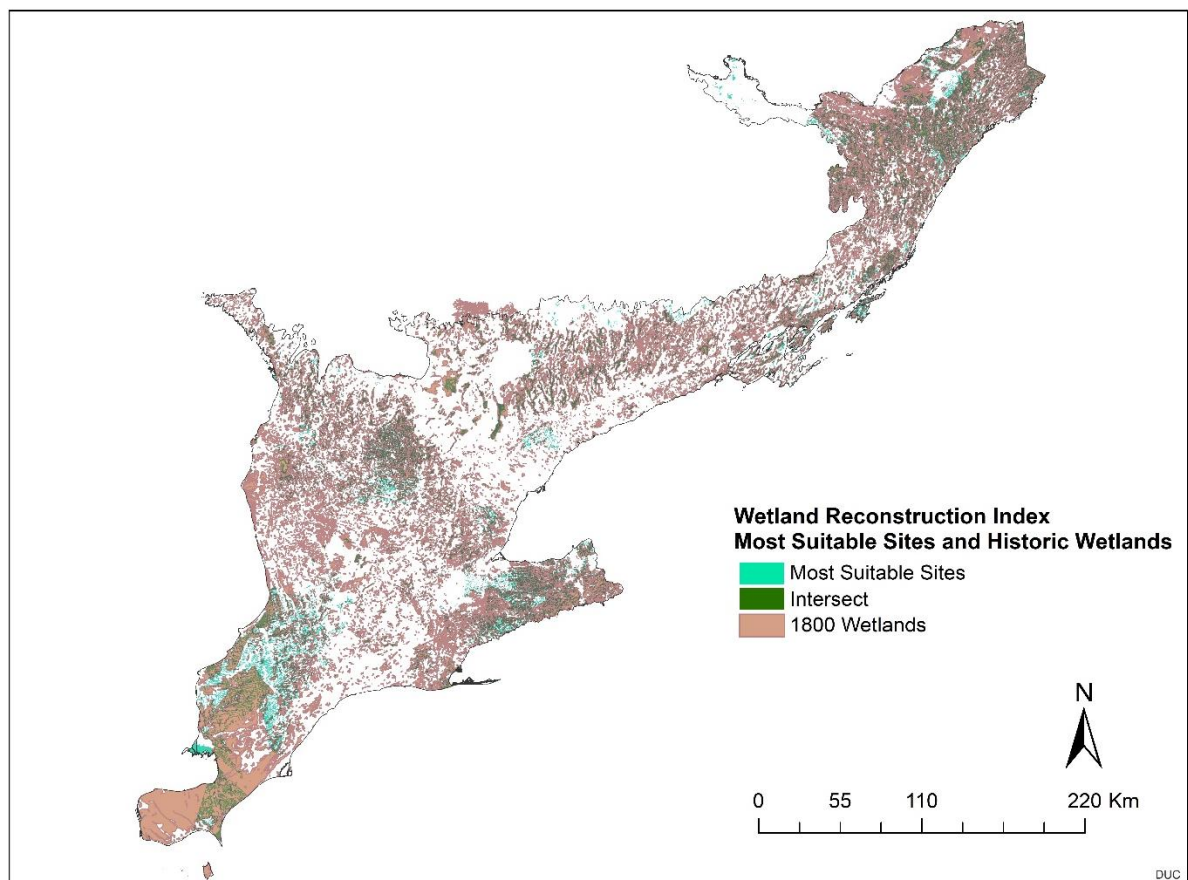 Wetland Reconstruction Index
Most Suitable Sites and Historic Wetlands
Most Suitable Sites
Intersect
1800 Wetlands
N
0 55 110 220 Km
DUC